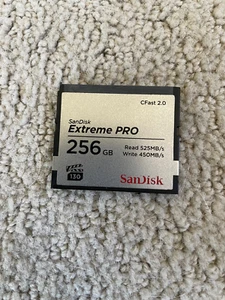 CFast 2.0
SanDisk
Extreme PRO
256 GB
Read 525MB/s
Write 450MB/s
130
SanDisk